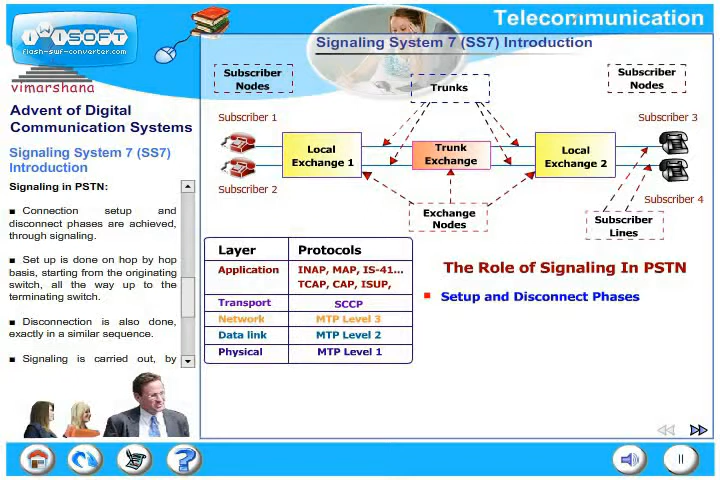 Telecommunication
iWiSOFT
flash-swf-converter.com
Signaling System 7 (SS7) Introduction
vimarshana
Advent of Digital
Communication Systems
Signaling System 7 (SS7)
Introduction
Signaling in PSTN:
■ Connection setup and
disconnect phases are achieved,
through signaling.
■ Set up is done on hop by hop
basis, starting from the originating
switch, all the way up to the
terminating switch.
■ Disconnection is also done,
exactly in a similar sequence.
■ Signaling is carried out, by
Subscriber
Nodes
Trunks
Subscriber
Nodes
Subscriber 1
Subscriber 3
Local
Exchange 1
Trunk
Exchange
Local
Exchange 2
Subscriber 2
Subscriber 4
Exchange
Nodes
Subscriber
Lines
Layer Protocols
Application INAP, MAP, IS-41...
TCAP, CAP, ISUP,
Transport SCCP
Network MTP Level 3
Data link MTP Level 2
Physical MTP Level 1
The Role of Signaling In PSTN
■ Setup and Disconnect Phases